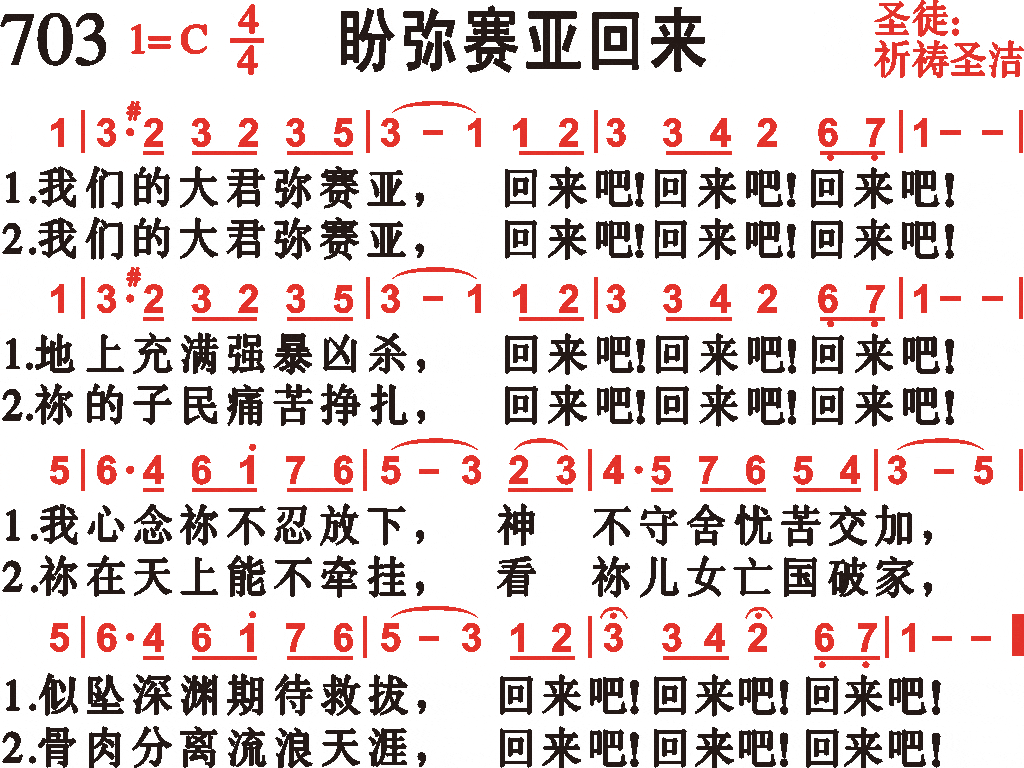 703 1=C 4/4 盼弥赛亚回来 圣徒:
祈祷圣洁
1|3·#2 3 2 3 5|3 - 1 1 2|3 3 4 2 6 7|1 - -|
1.我们的大君弥赛亚， 回来吧!回来吧!回来吧!
2.我们的大君弥赛亚， 回来吧!回来吧!回来吧!
1|3·#2 3 2 3 5|3 - 1 1 2|3 3 4 2 6 7|1 - -|
1.地上充满强暴凶杀， 回来吧!回来吧!回来吧!
2.祢的子民痛苦挣扎， 回来吧!回来吧!回来吧!
5|6·4 6 1 7 6|5 - 3 2 3|4·5 7 6 5 4|3 - 5|
1.我心念祢不忍放下， 神 不守舍忧苦交加，
2.祢在天上能不牵挂， 看 祢儿女亡国破家，
5|6·4 6 1 7 6|5 - 3 1 2|3 3 4 2 6 7|1 - -
1.似坠深渊期待救拔， 回来吧!回来吧!回来吧!
2.骨肉分离流浪天涯， 回来吧!回来吧!回来吧!